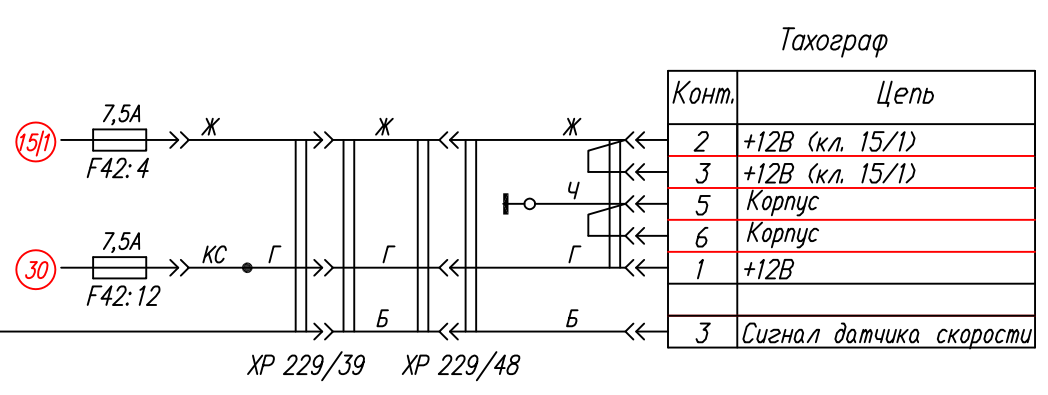 Тахограф
Конт. Цепь
7,5А
15/1 Ж Ж Ж 2 +12В (кл. 15/1)
F42:4
3 +12В (кл. 15/1)
Ч
5 Корпус
6 Корпус
7,5А
КС Г Г Г
30 1 +12В
F42:12
Б Б
3 Сигнал датчика скорости
ХР 229/39 ХР 229/48